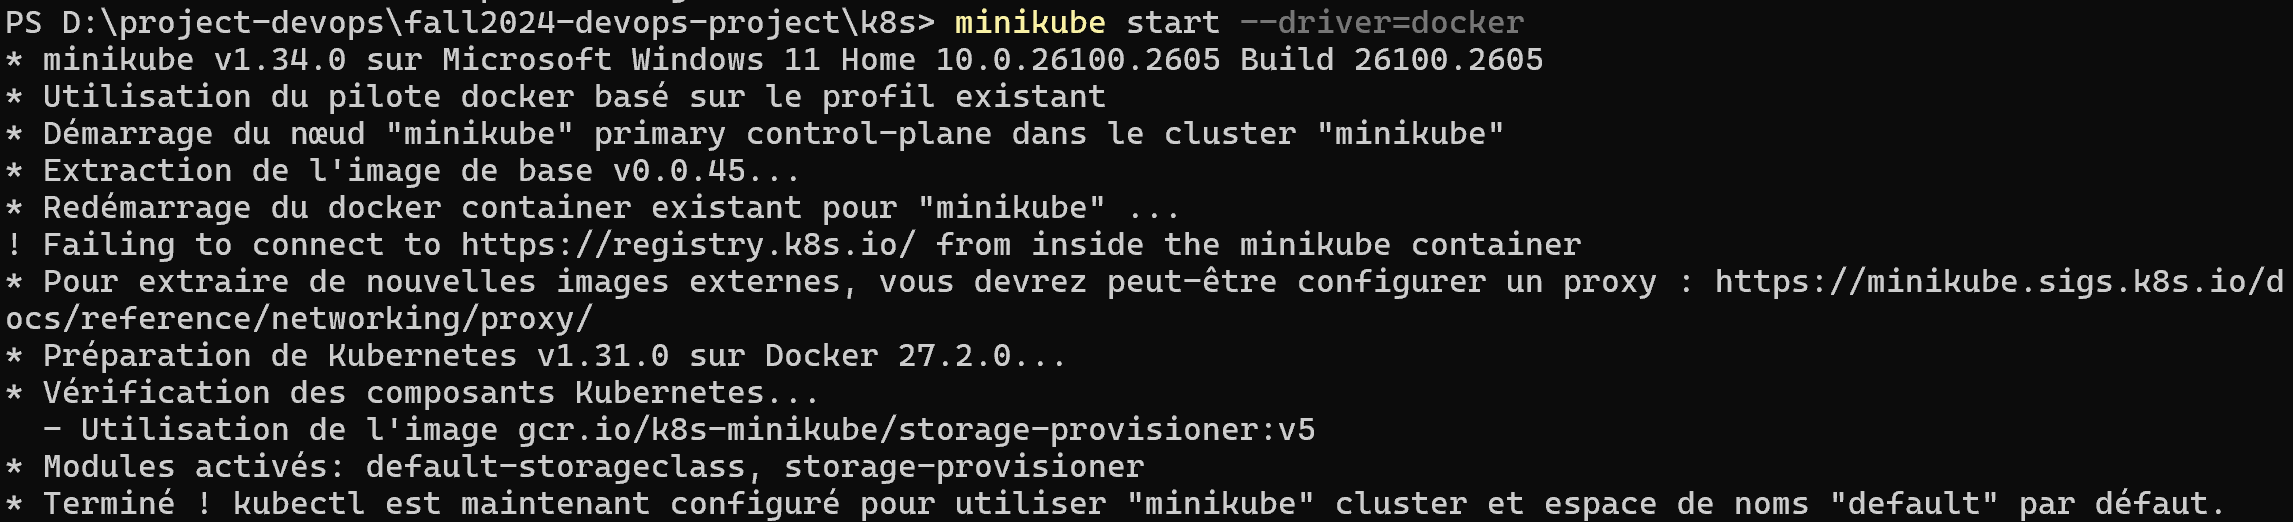 PS D:\project-devops\fall2024-devops-project\k8s> minikube start --driver=docker
* minikube v1.34.0 sur Microsoft Windows 11 Home 10.0.26100.2605 Build 26100.2605
* Utilisation du pilote docker basé sur le profil existant
* Démarrage du nœud "minikube" primary control-plane dans le cluster "minikube"
* Extraction de l'image de base v0.0.45...
* Redémarrage du docker container existant pour "minikube" ...
! Failing to connect to https://registry.k8s.io/ from inside the minikube container
* Pour extraire de nouvelles images externes, vous devrez peut-être configurer un proxy : https://minikube.sigs.k8s.io/d
ocs/reference/networking/proxy/
* Préparation de Kubernetes v1.31.0 sur Docker 27.2.0...
* Vérification des composants Kubernetes...
  - Utilisation de l'image gcr.io/k8s-minikube/storage-provisioner:v5
* Modules activés: default-storageclass, storage-provisioner
* Terminé ! kubectl est maintenant configuré pour utiliser "minikube" cluster et espace de noms "default" par défaut.